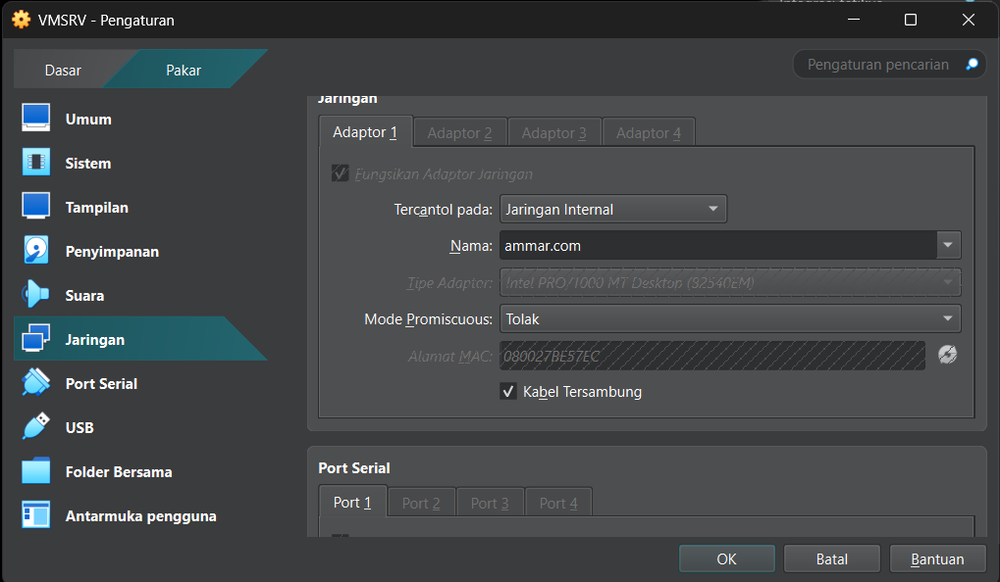 VMSRV - Pengaturan
Dasar
Pakar
Pengaturan pencarian
Umum
Sistem
Tampilan
Penyimpanan
Suara
Jaringan
Port Serial
USB
Folder Bersama
Antarmuka pengguna
Jaringan
Adaptor 1
Adaptor 2
Adaptor 3
Adaptor 4
Fungsikan Adaptor Jaringan
Tercantol pada: Jaringan Internal
Nama: ammar.com
Tipe Adaptor: Intel PRO/1000 MT Desktop (82540EM)
Mode Promiscuous: Tolak
Alamat MAC: 080027BE57EC
Kabel Tersambung
Port Serial
Port 1
Port 2
Port 3
Port 4
OK
Batal
Bantuan